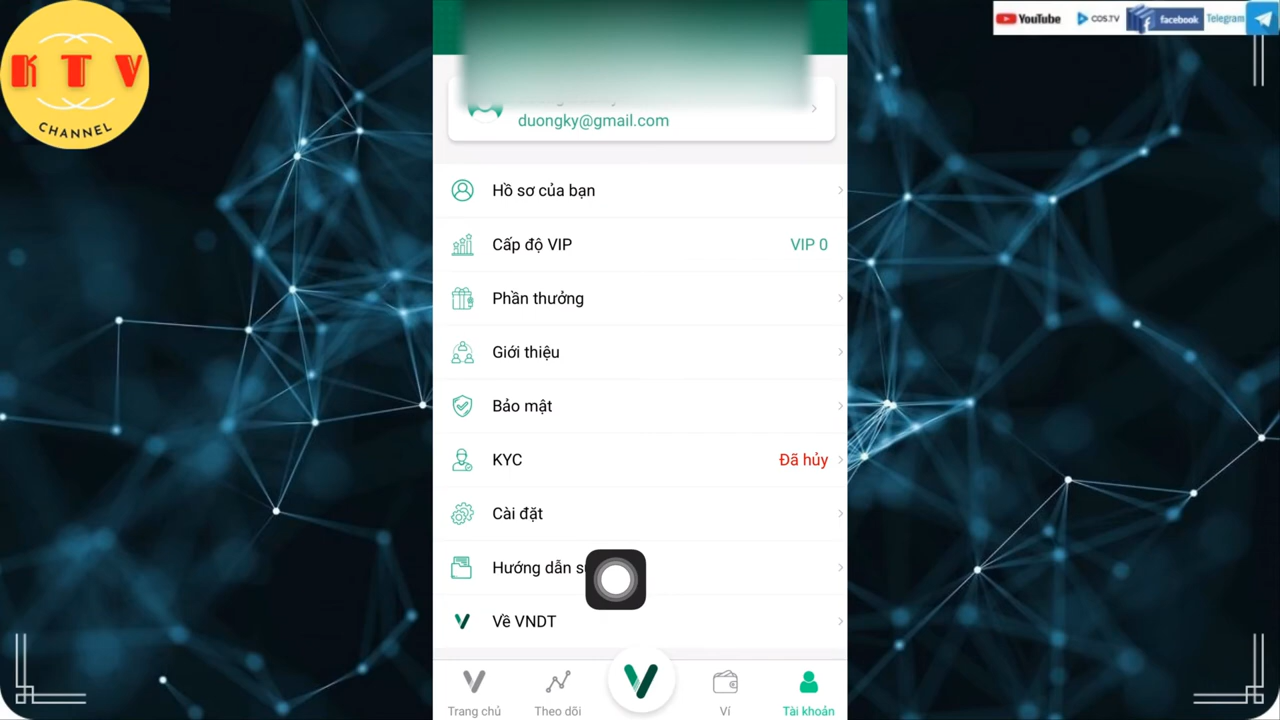 KTV
CHANNEL
YouTube
COS.TV
facebook
Telegram
duongky@gmail.com
Hồ sơ của bạn
Cấp độ VIP
VIP 0
Phần thưởng
Giới thiệu
Bảo mật
KYC
Đã hủy
Cài đặt
Hướng dẫn
Về VNDT
Trang chủ
Theo dõi
Ví
Tài khoản